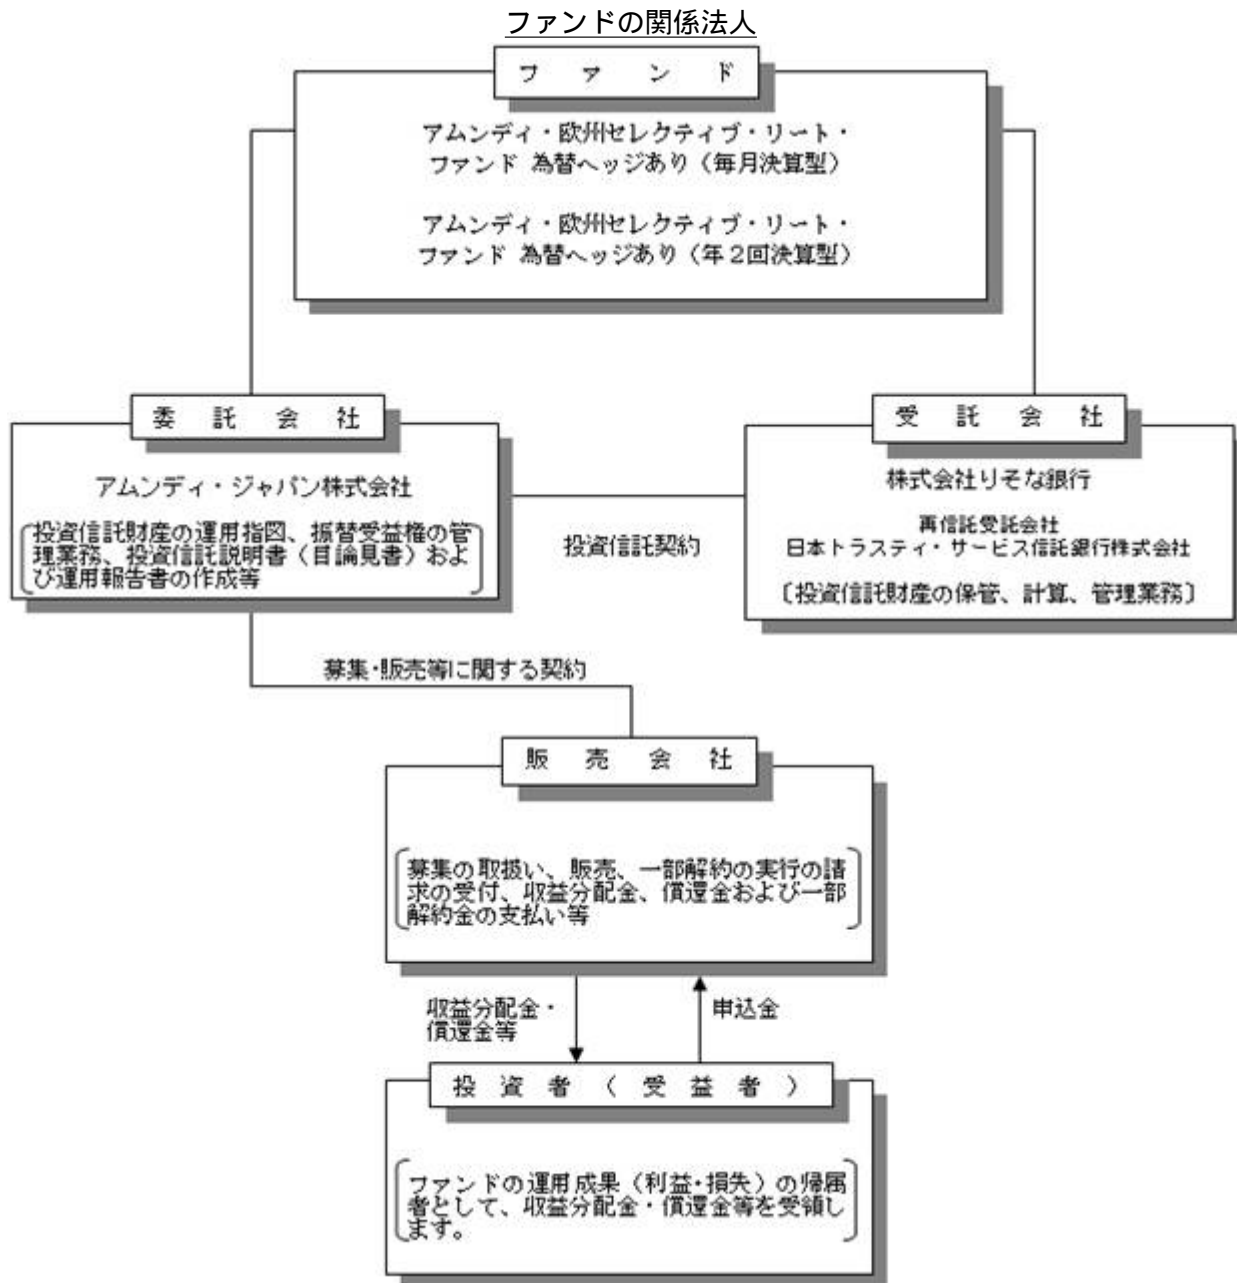 ファンドの関係法人
ファンド
アムンディ・欧州セレクティブ・リート・
ファンド 為替ヘッジあり（毎月決算型）
アムンディ・欧州セレクティブ・リート・
ファンド 為替ヘッジあり（年２回決算型）
委託会社
アムンディ・ジャパン株式会社
投資信託財産の運用指図、振替受益権の管
理業務、投資信託説明書（目論見書）およ
び運用報告書の作成等
投資信託契約
受託会社
株式会社りそな銀行
再信託受託会社
日本トラスティ・サービス信託銀行株式会社
〔投資信託財産の保管、計算、管理業務〕
募集・販売等に関する契約
販売会社
募集の取扱い、販売、一部解約の実行の請
求の受付、収益分配金、償還金および一部
解約金の支払い等
収益分配金・
償還金等
申込金
投資者（受益者）
ファンドの運用成果（利益・損失）の帰属
者として、収益分配金・償還金等を受領し
ます。